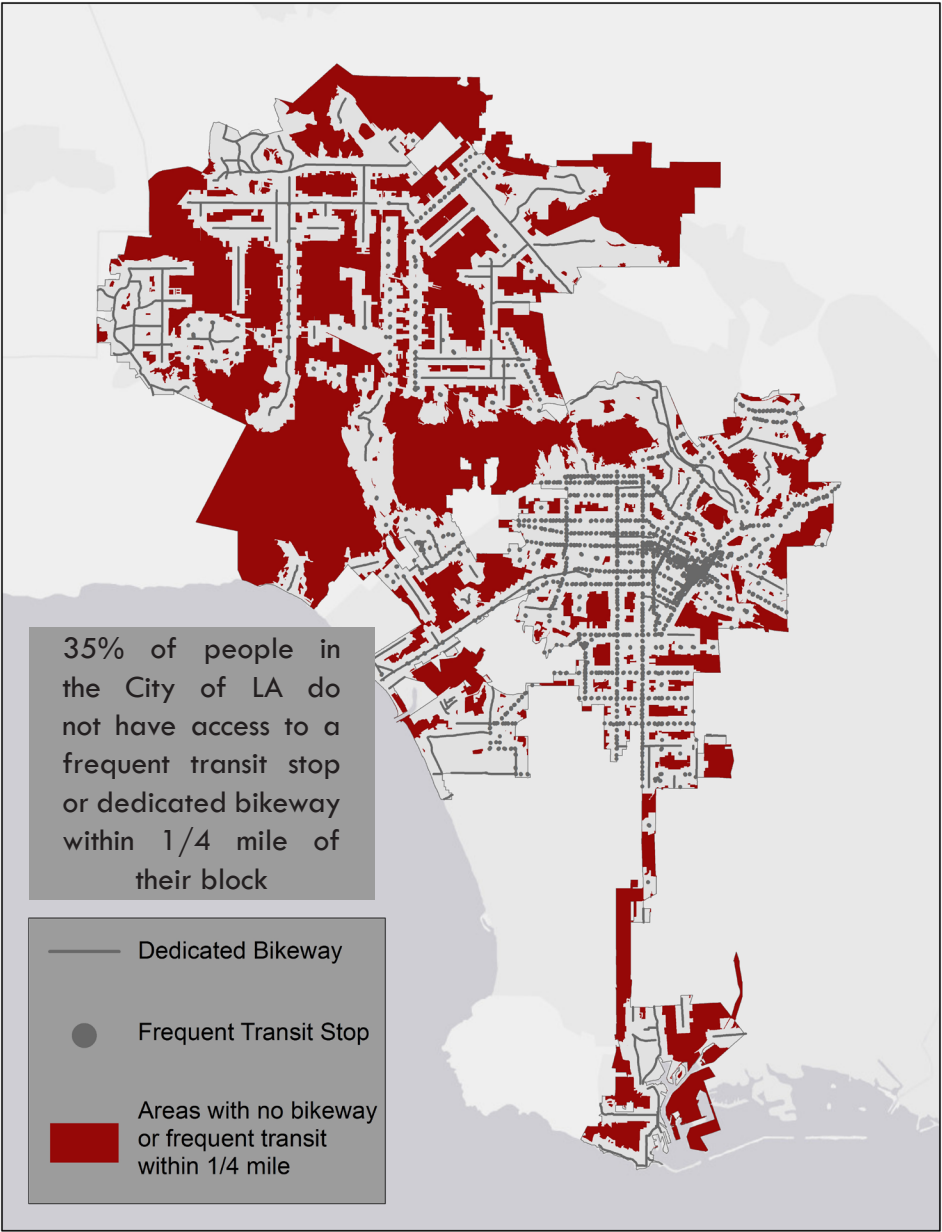 35% of people in
the City of LA do
not have access to a
frequent transit stop
or dedicated bikeway
within 1/4 mile of
their block
Dedicated Bikeway
Frequent Transit Stop
Areas with no bikeway
or frequent transit
within 1/4 mile